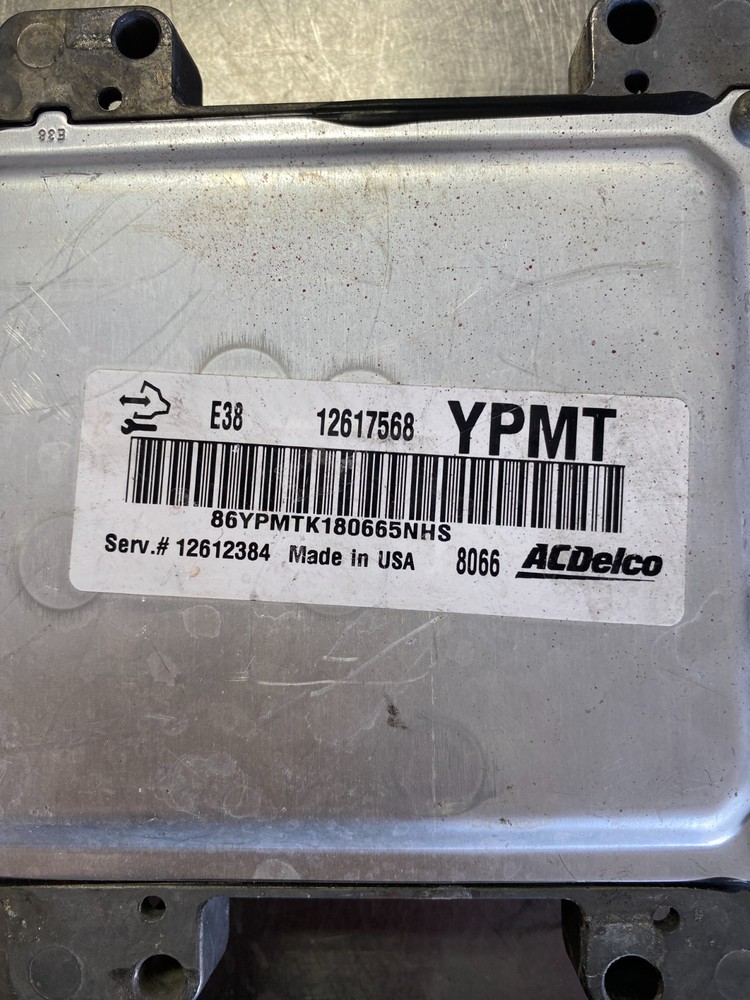 E38
E38 12617568 YPMT
86YPMTK180665NHS
Serv.# 12612384 Made in USA 8066 ACDelco